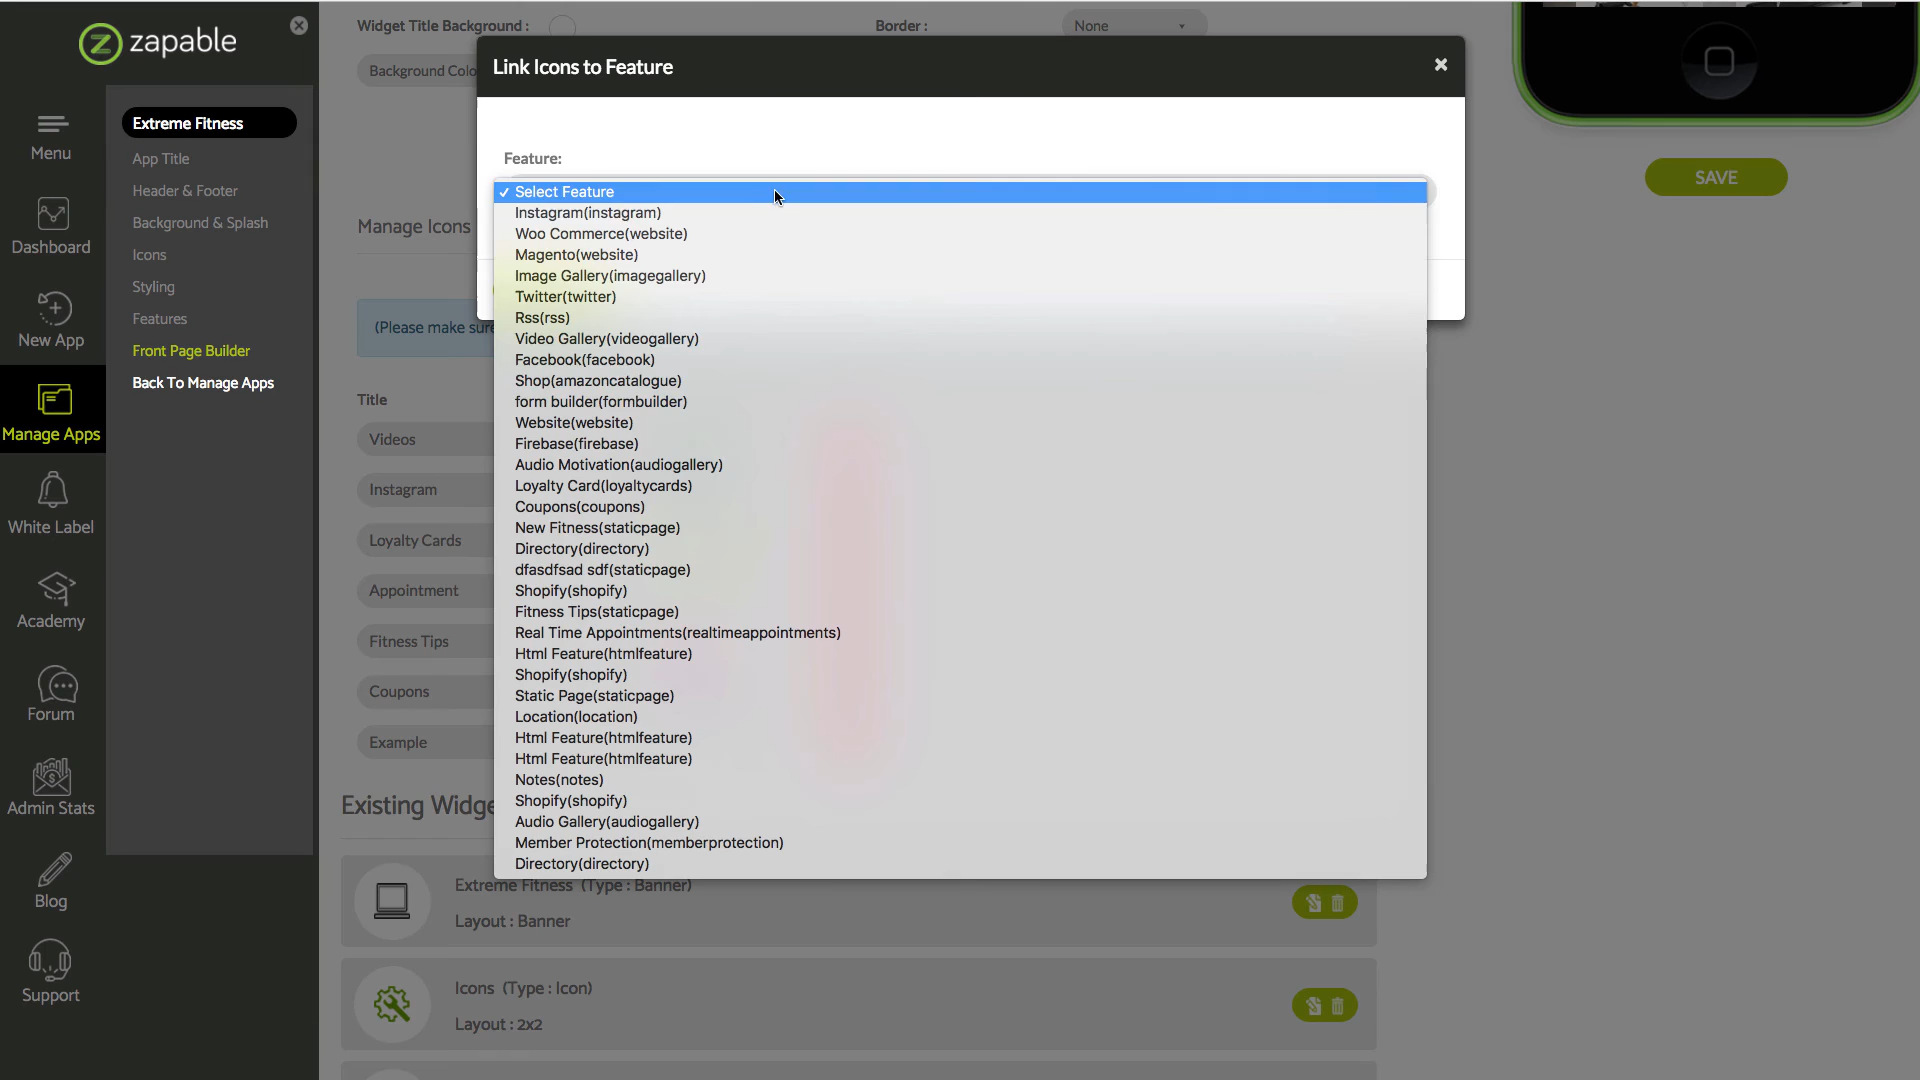 zapable
Menu
Dashboard
New App
Manage Apps
White Label
Academy
Forum
Admin Stats
Blog
Support
Extreme Fitness
App Title
Header & Footer
Background & Splash
Icons
Styling
Features
Front Page Builder
Back To Manage Apps
Widget Title Background :
Border :
None
Background Colo
Link Icons to Feature
Feature:
Select Feature
Instagram(instagram)
Woo Commerce(website)
Magento(website)
Image Gallery(imagegallery)
Twitter(twitter)
Rss(rss)
Video Gallery(videogallery)
Facebook(facebook)
Shop(amazoncatalogue)
form builder(formbuilder)
Website(website)
Firebase(firebase)
Audio Motivation(audiogallery)
Loyalty Card(loyaltycards)
Coupons(coupons)
New Fitness(staticpage)
Directory(directory)
dfasdfsad sdf(staticpage)
Shopify(shopify)
Fitness Tips(staticpage)
Real Time Appointments(realtimeappointments)
Html Feature(htmlfeature)
Shopify(shopify)
Static Page(staticpage)
Location(location)
Html Feature(htmlfeature)
Html Feature(htmlfeature)
Notes(notes)
Shopify(shopify)
Audio Gallery(audiogallery)
Member Protection(memberprotection)
Directory(directory)
SAVE
Manage Icons
(Please make sure
Title
Videos
Instagram
Loyalty Cards
Appointment
Fitness Tips
Coupons
Example
Existing Widge
Extreme Fitness (Type : Banner)
Layout : Banner
Icons (Type : Icon)
Layout : 2x2